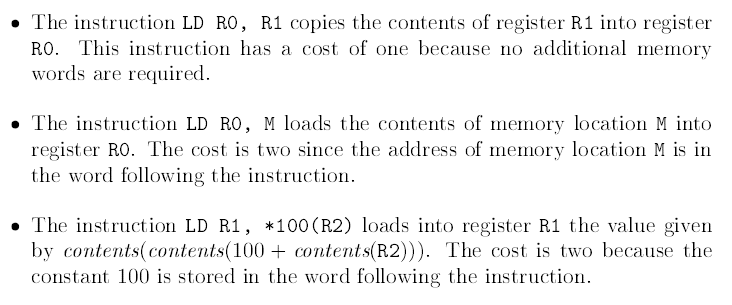 • The instruction LD R0, R1 copies the contents of register R1 into register
R0. This instruction has a cost of one because no additional memory
words are required.
• The instruction LD R0, M loads the contents of memory location M into
register R0. The cost is two since the address of memory location M is in
the word following the instruction.
• The instruction LD R1, *100(R2) loads into register R1 the value given
by contents(contents(100 + contents(R2))). The cost is two because the
constant 100 is stored in the word following the instruction.